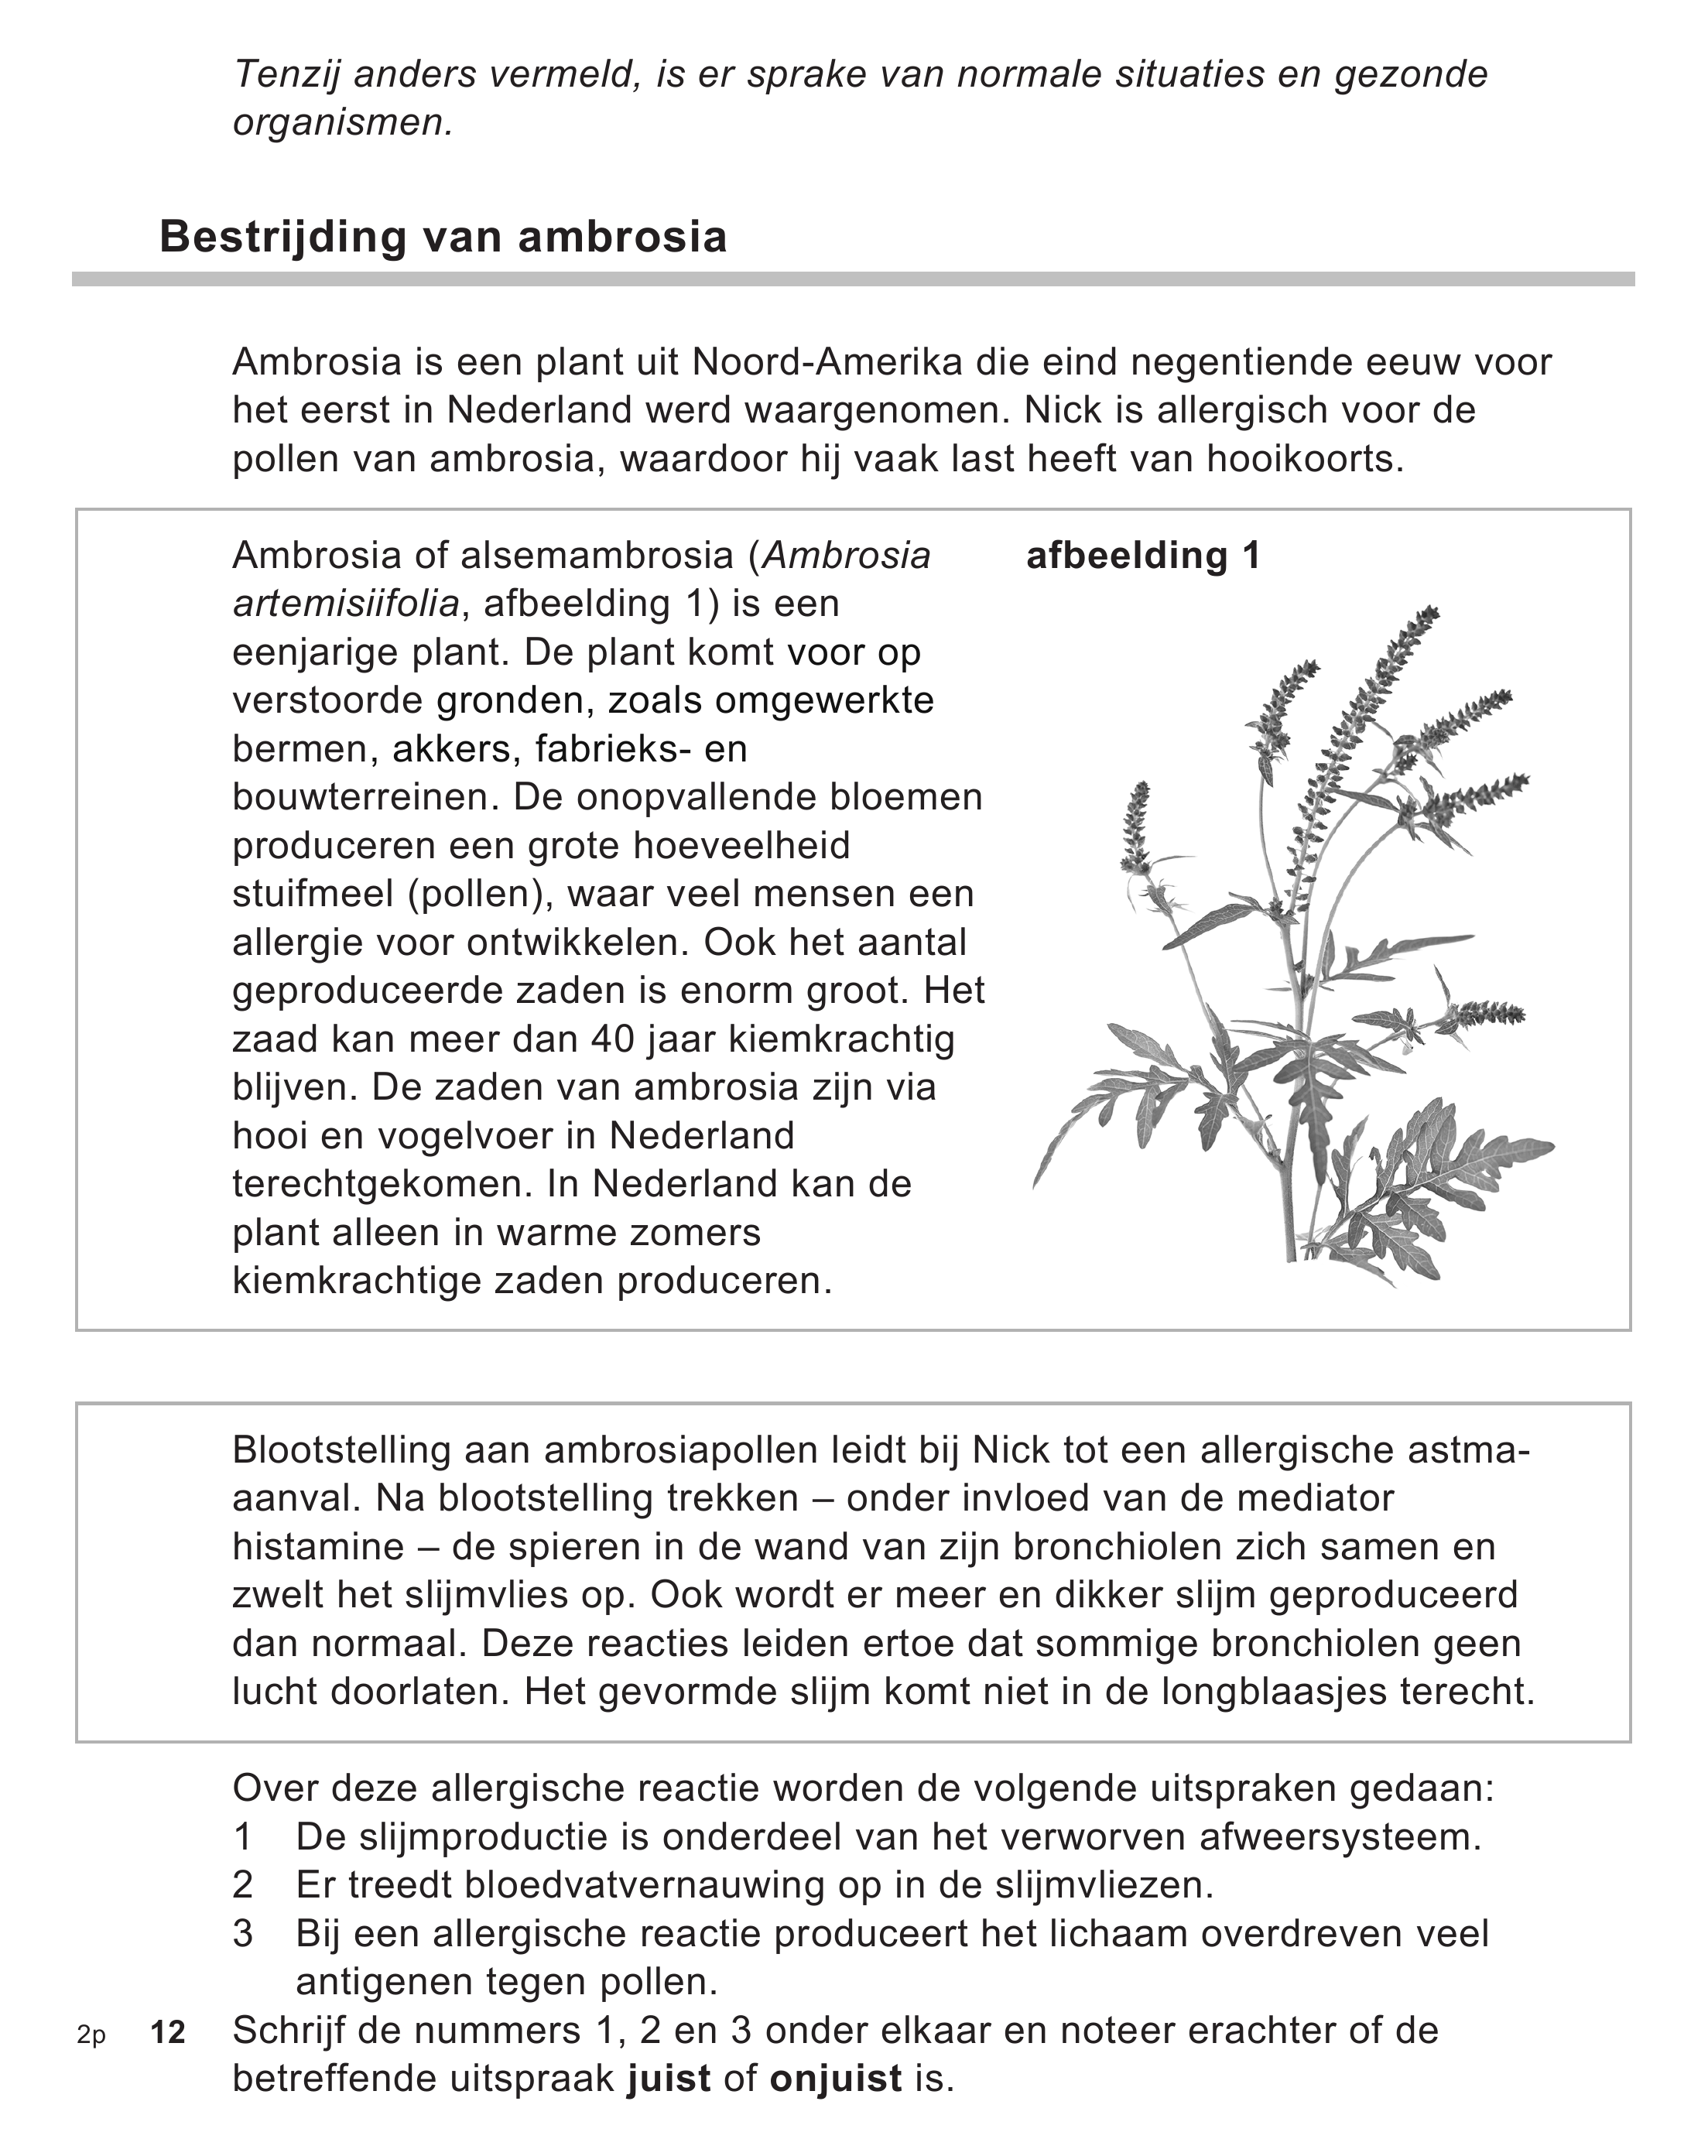 Tenzij anders vermeld, is er sprake van normale situaties en gezonde
organismen.
Bestrijding van ambrosia
Ambrosia is een plant uit Noord-Amerika die eind negentiende eeuw voor
het eerst in Nederland werd waargenomen. Nick is allergisch voor de
pollen van ambrosia, waardoor hij vaak last heeft van hooikoorts.
Ambrosia of alsemambrosia (Ambrosia
artemisiifolia, afbeelding 1) is een
eenjarige plant. De plant komt voor op
verstoorde gronden, zoals omgewerkte
bermen, akkers, fabrieks- en
bouwterreinen. De onopvallende bloemen
produceren een grote hoeveelheid
stuifmeel (pollen), waar veel mensen een
allergie voor ontwikkelen. Ook het aantal
geproduceerde zaden is enorm groot. Het
zaad kan meer dan 40 jaar kiemkrachtig
blijven. De zaden van ambrosia zijn via
hooi en vogelvoer in Nederland
terechtgekomen. In Nederland kan de
plant alleen in warme zomers
kiemkrachtige zaden produceren.
afbeelding 1
Blootstelling aan ambrosiapollen leidt bij Nick tot een allergische astma-
aanval. Na blootstelling trekken – onder invloed van de mediator
histamine – de spieren in de wand van zijn bronchiolen zich samen en
zwelt het slijmvlies op. Ook wordt er meer en dikker slijm geproduceerd
dan normaal. Deze reacties leiden ertoe dat sommige bronchiolen geen
lucht doorlaten. Het gevormde slijm komt niet in de longblaasjes terecht.
Over deze allergische reactie worden de volgende uitspraken gedaan:
1 De slijmproductie is onderdeel van het verworven afweersysteem.
2 Er treedt bloedvatvernauwing op in de slijmvliezen.
3 Bij een allergische reactie produceert het lichaam overdreven veel
antigenen tegen pollen.
2p 12 Schrijf de nummers 1, 2 en 3 onder elkaar en noteer erachter of de
betreffende uitspraak juist of onjuist is.